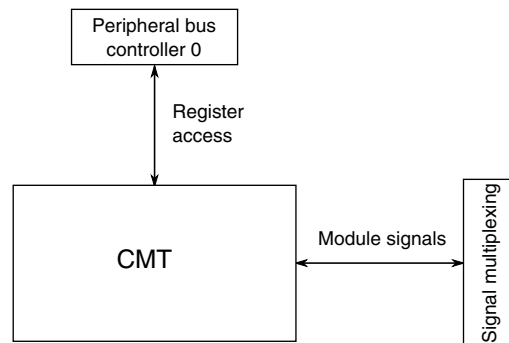 Peripheral bus
controller 0
Register
access
CMT
Module signals
Signal multiplexing